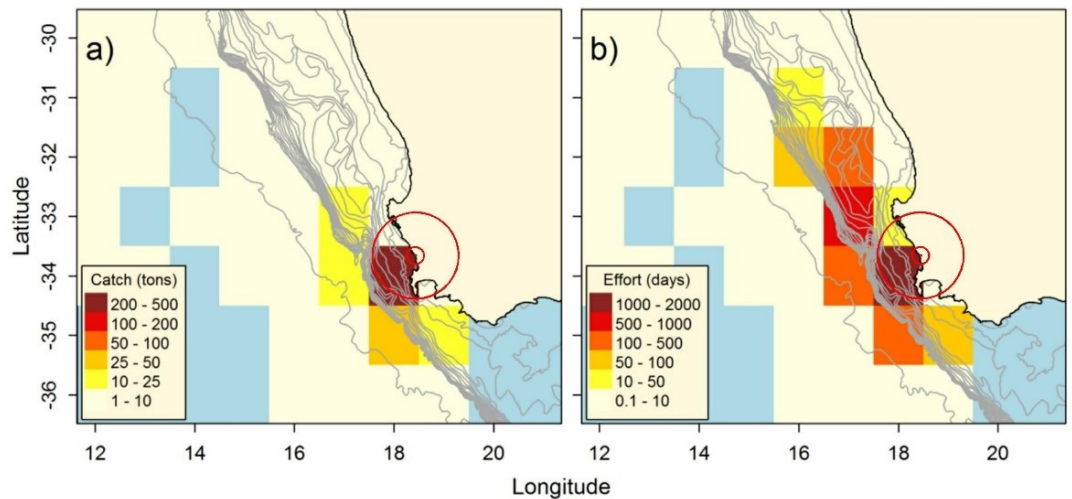 a)
b)
-30
-31
-32
-33
-34
-35
-36
Latitude
Catch (tons)
200 - 500
100 - 200
50 - 100
25 - 50
10 - 25
1 - 10
Effort (days)
1000 - 2000
500 - 1000
100 - 500
50 - 100
10 - 50
0.1 - 10
12 14 16 18 20
12 14 16 18 20
Longitude